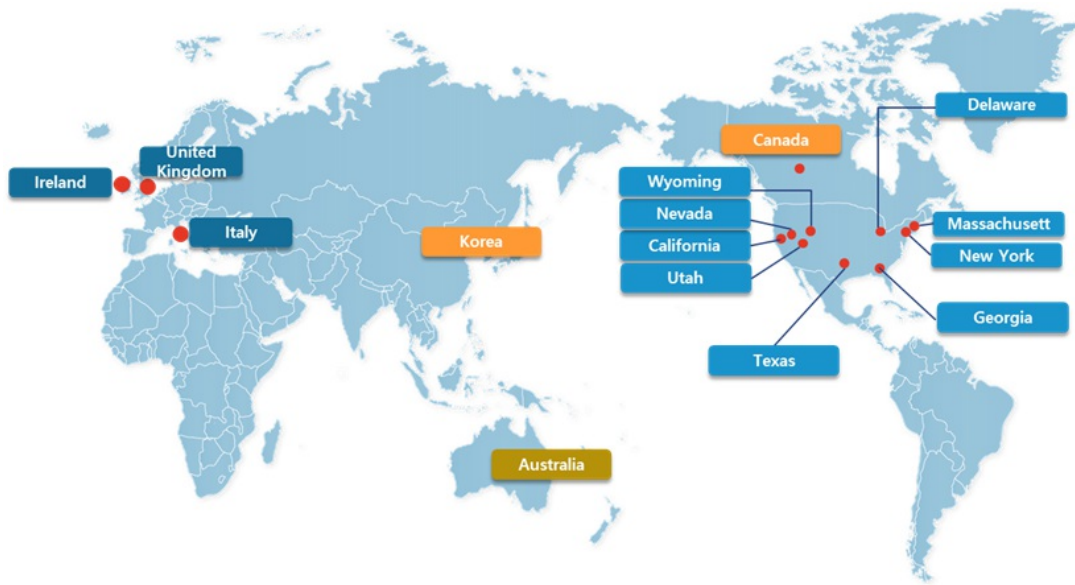 Delaware
Canada
United
Kingdom
Ireland
Wyoming
Nevada
Massachusett
Italy
Korea
California
New York
Utah
Georgia
Texas
Australia